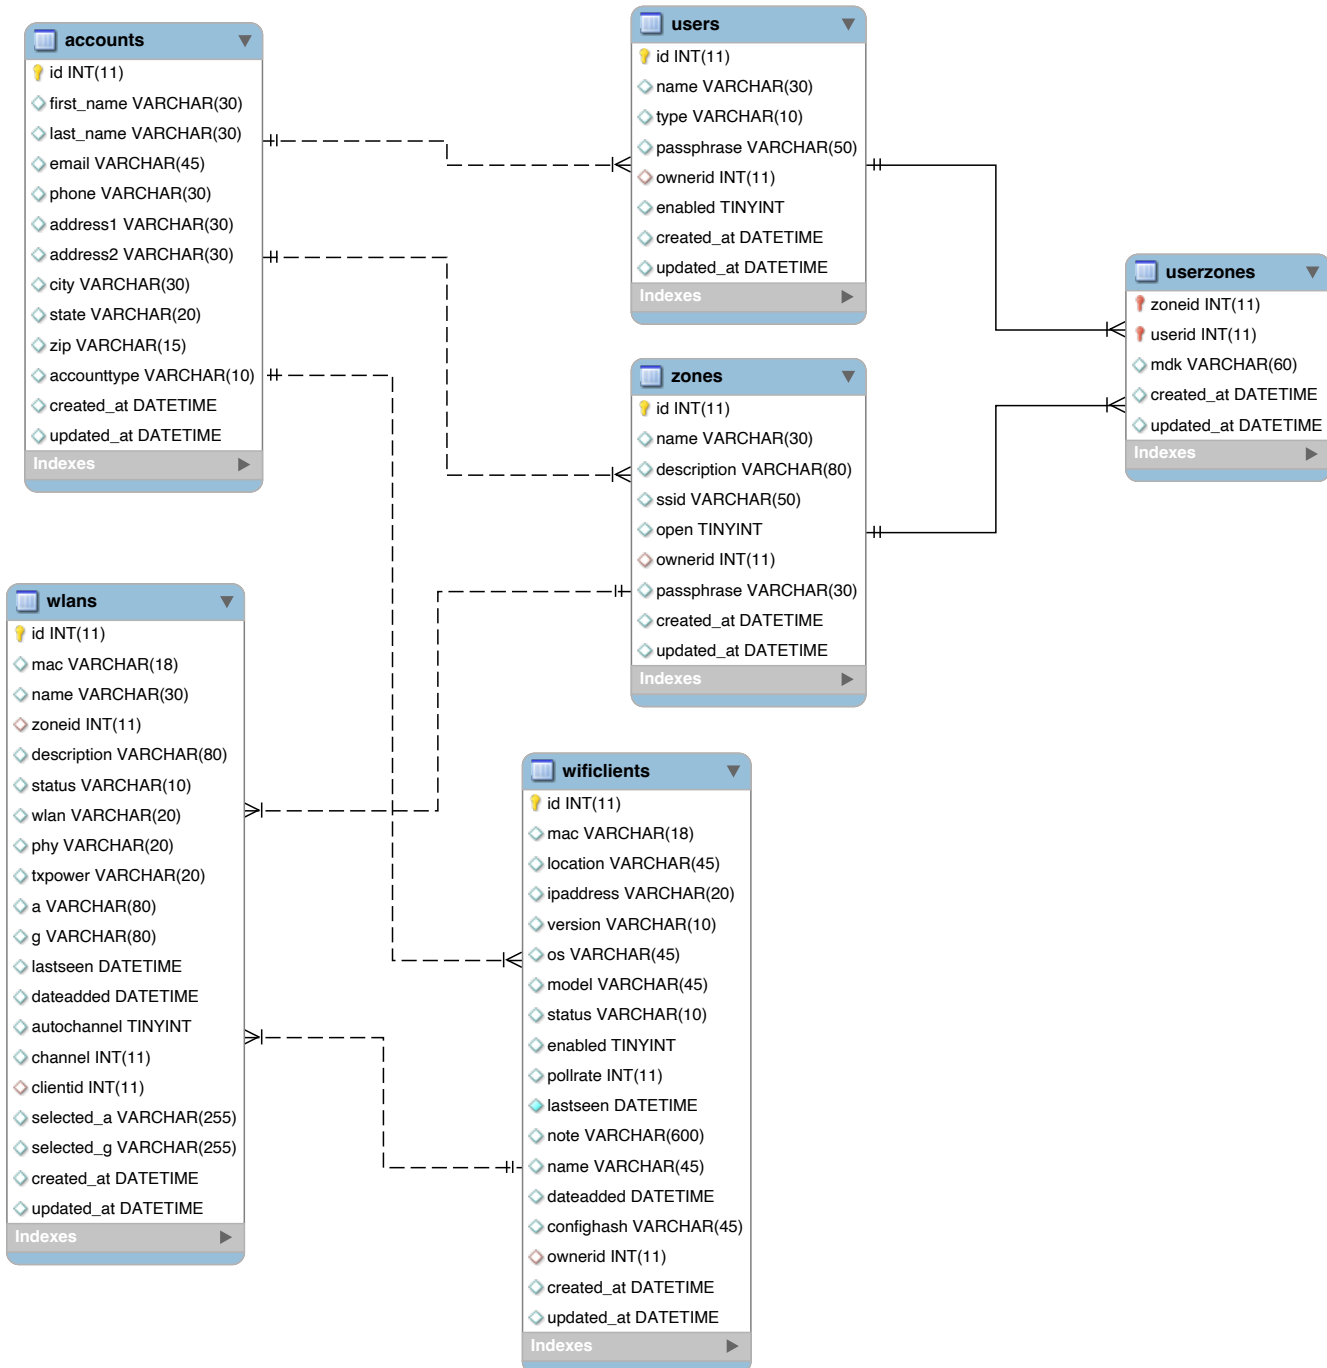 accounts
id INT(11)
first_name VARCHAR(30)
last_name VARCHAR(30)
email VARCHAR(45)
phone VARCHAR(30)
address1 VARCHAR(30)
address2 VARCHAR(30)
city VARCHAR(30)
state VARCHAR(20)
zip VARCHAR(15)
accounttype VARCHAR(10)
created_at DATETIME
updated_at DATETIME
Indexes
users
id INT(11)
name VARCHAR(30)
type VARCHAR(10)
passphrase VARCHAR(50)
ownerid INT(11)
enabled TINYINT
created_at DATETIME
updated_at DATETIME
Indexes
userzones
zoneid INT(11)
userid INT(11)
mdk VARCHAR(60)
created_at DATETIME
updated_at DATETIME
Indexes
zones
id INT(11)
name VARCHAR(30)
description VARCHAR(80)
ssid VARCHAR(50)
open TINYINT
ownerid INT(11)
passphrase VARCHAR(30)
created_at DATETIME
updated_at DATETIME
Indexes
wlans
id INT(11)
mac VARCHAR(18)
name VARCHAR(30)
zoneid INT(11)
description VARCHAR(80)
status VARCHAR(10)
wlan VARCHAR(20)
phy VARCHAR(20)
txpower VARCHAR(20)
a VARCHAR(80)
g VARCHAR(80)
lastseen DATETIME
dateadded DATETIME
autochannel TINYINT
channel INT(11)
clientid INT(11)
selected_a VARCHAR(255)
selected_g VARCHAR(255)
created_at DATETIME
updated_at DATETIME
Indexes
wificlients
id INT(11)
mac VARCHAR(18)
location VARCHAR(45)
ipaddress VARCHAR(20)
version VARCHAR(10)
os VARCHAR(45)
model VARCHAR(45)
status VARCHAR(10)
enabled TINYINT
pollrate INT(11)
lastseen DATETIME
note VARCHAR(600)
name VARCHAR(45)
dateadded DATETIME
confighash VARCHAR(45)
ownerid INT(11)
created_at DATETIME
updated_at DATETIME
Indexes